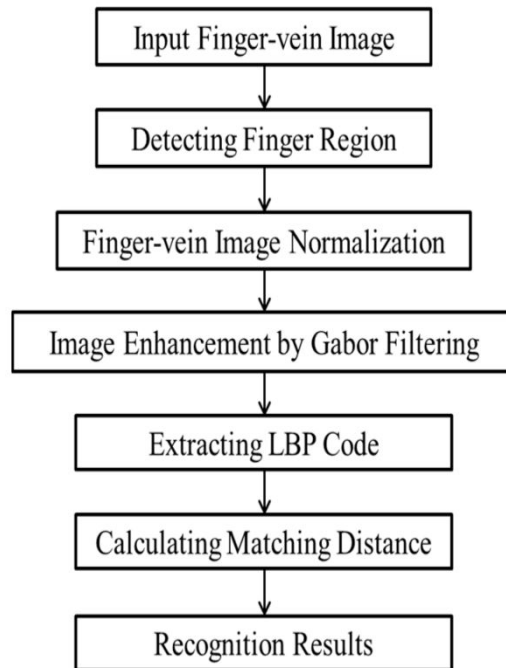 Input Finger-vein Image
Detecting Finger Region
Finger-vein Image Normalization
Image Enhancement by Gabor Filtering
Extracting LBP Code
Calculating Matching Distance
Recognition Results